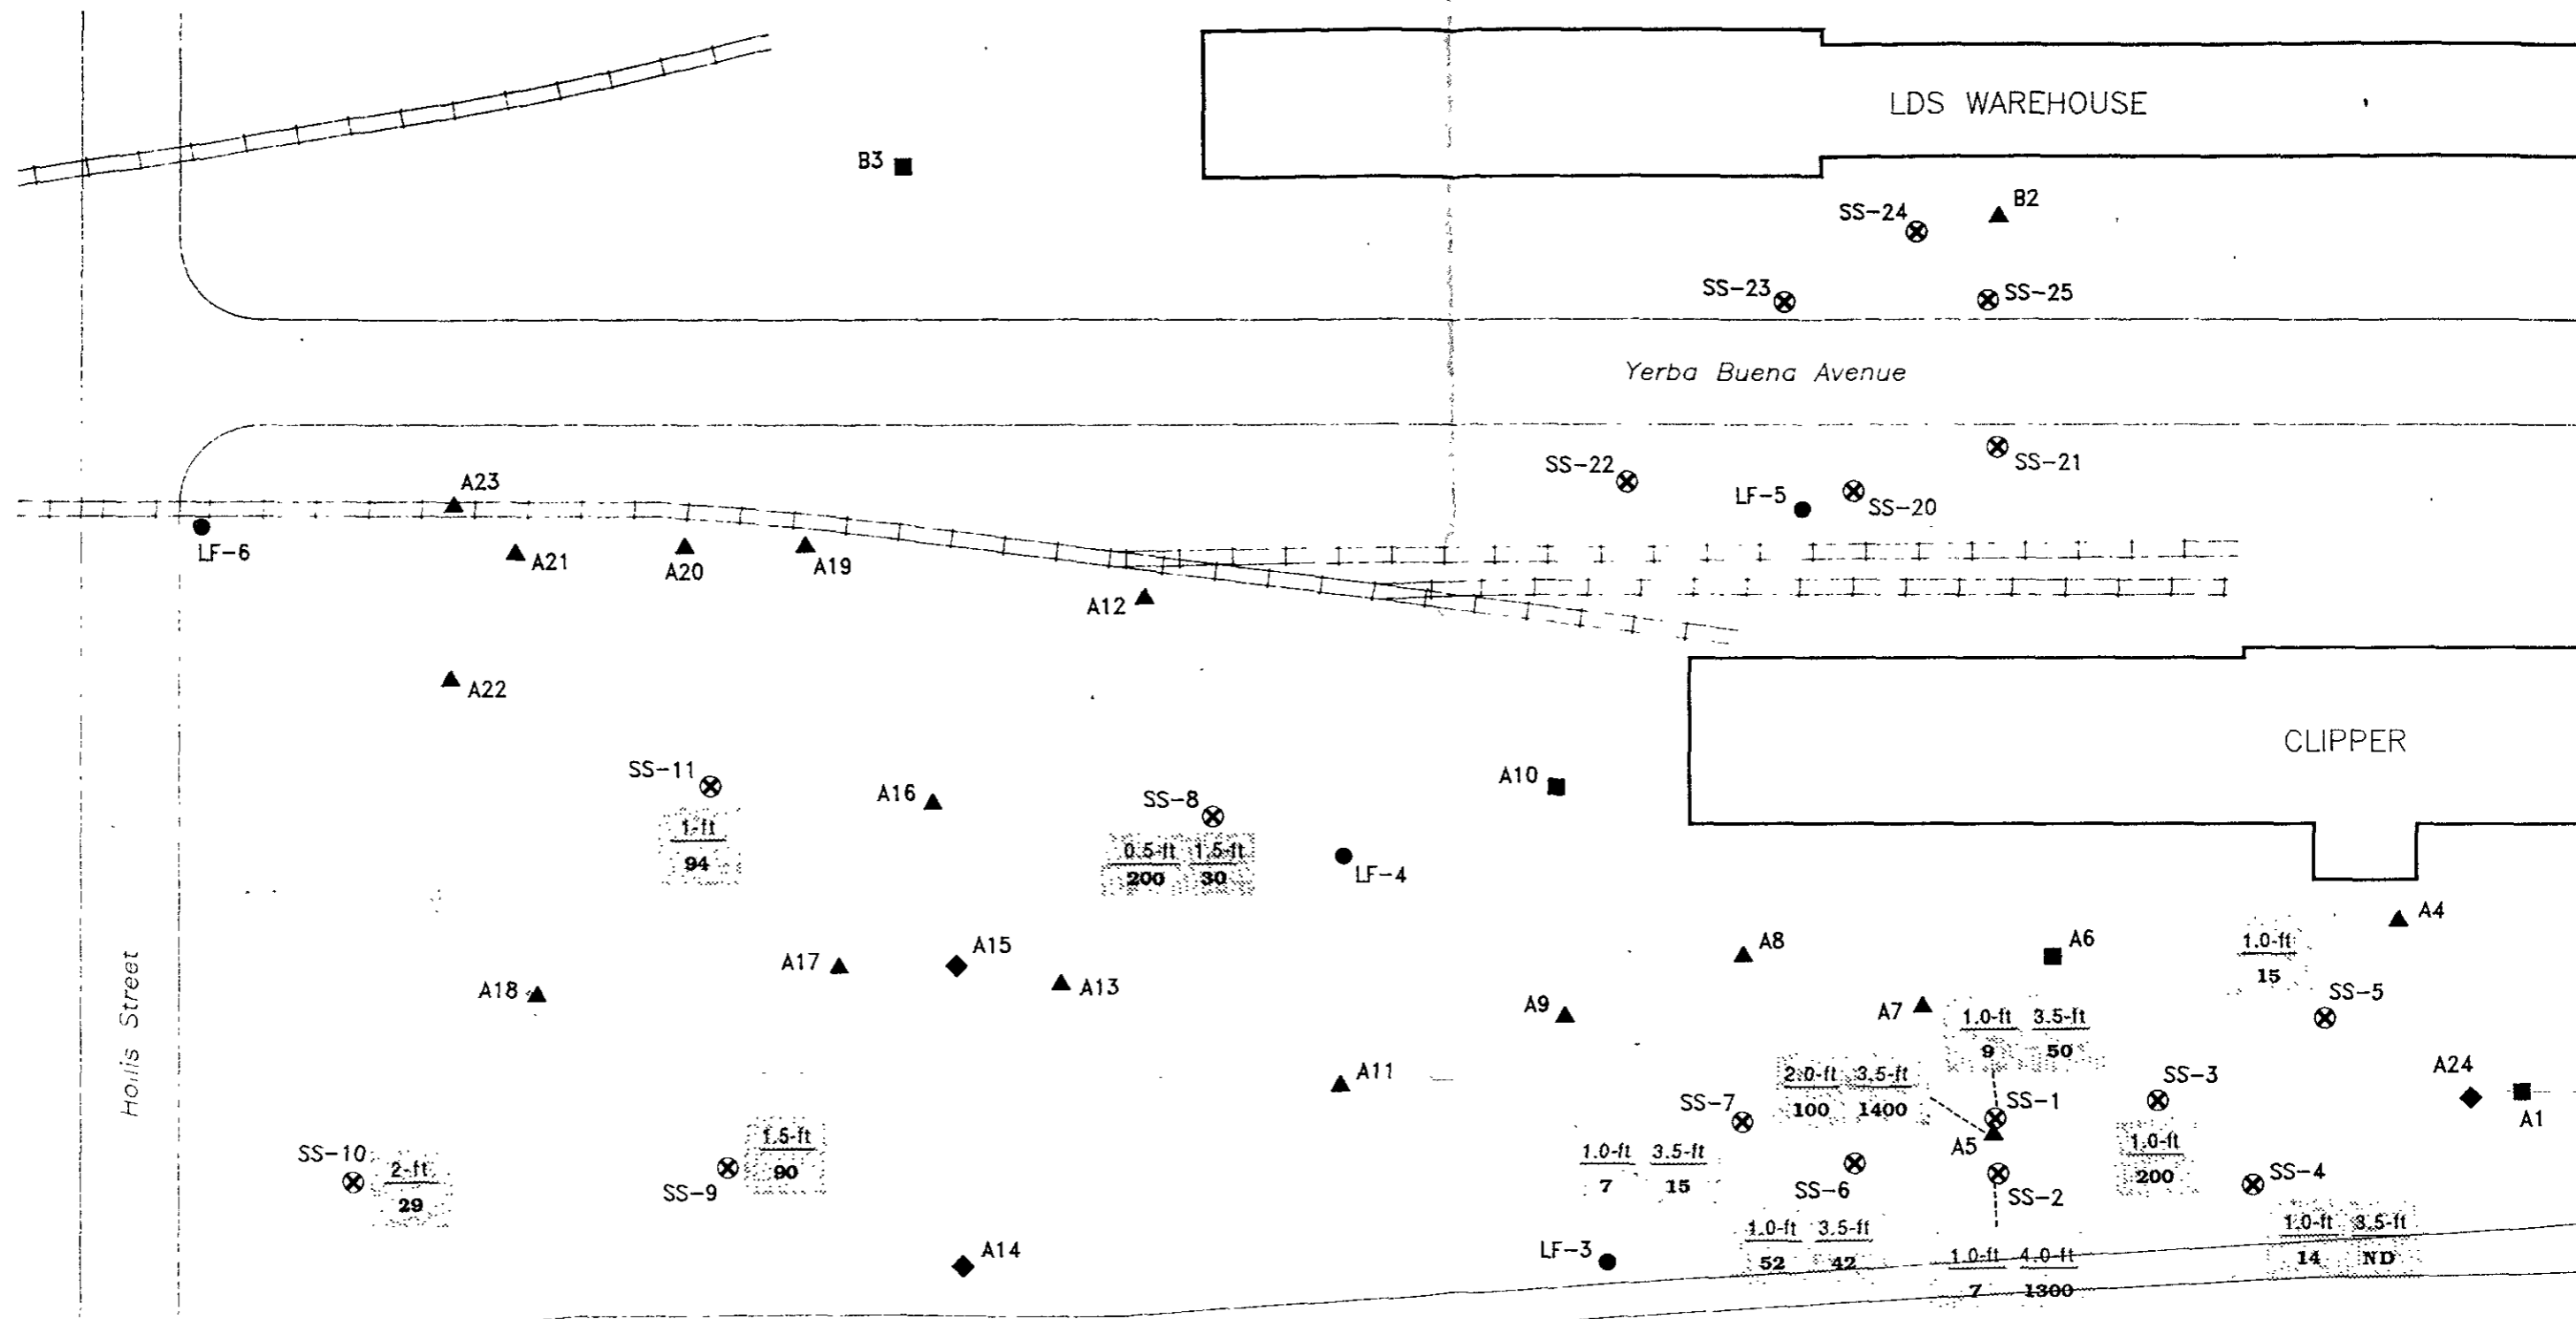 LDS WAREHOUSE
B3
B2
SS-24
SS-23
SS-25
Yerba Buena Avenue
SS-21
SS-22
A23
LF-5
SS-20
LF-6
A21
A20
A19
A12
A22
CLIPPER
SS-11
A10
A16
SS-8
1-ft
94
0.5-ft 1.5-ft
200 30
LF-4
A4
A8
A6
1.0-ft
15
A15
A17
A13
A18
SS-5
A9
A7
1.0-ft 3.5-ft
9 50
Hollis Street
A11
A24
2.0-ft 3.5-ft
100 1400
SS-3
SS-7
SS-1
A1
A5
1.0-ft
200
1.5-ft
90
SS-10
2-ft
29
1.0-ft 3.5-ft
7 15
SS-4
SS-9
SS-6
SS-2
1.0-ft 3.5-ft
52 42
1.0-ft 3.5-ft
14 ND
A14
LF-3
1.0-ft 4.0-ft
7 1300